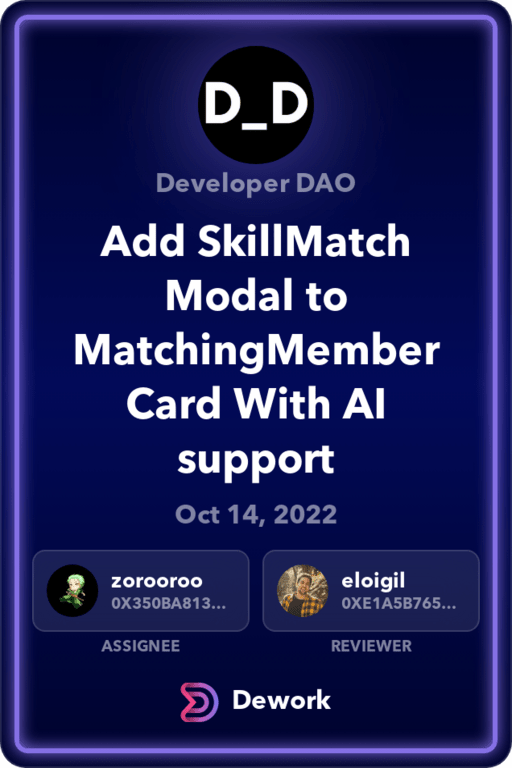 D_D
Developer DAO
Add SkillMatch
Modal to
MatchingMember
Card With AI
support
Oct 14, 2022
zorooroo
0X350BA813...
eloigil
0XE1A5B765...
ASSIGNEE
REVIEWER
Dework